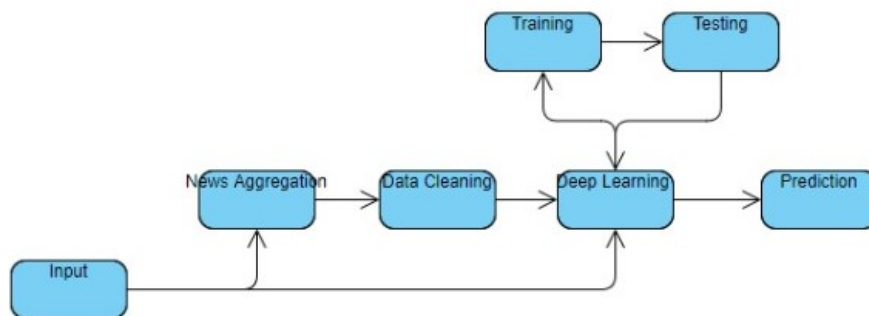 Training
Testing
News Aggregation
Data Cleaning
Deep Learning
Prediction
Input